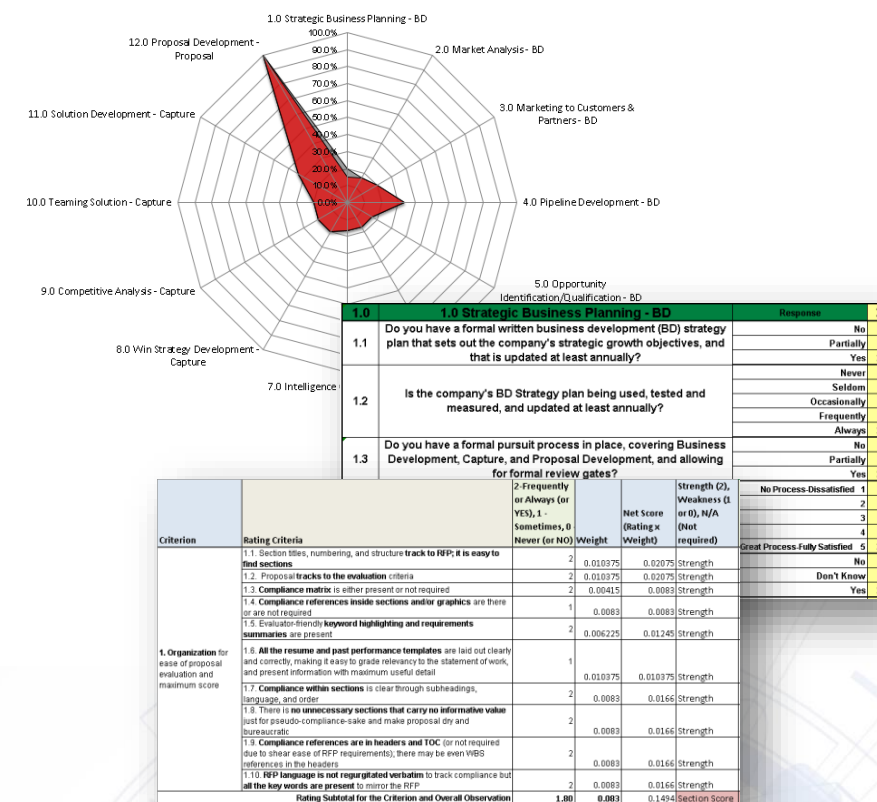 1.0 Strategic Business Planning - BD
100.0%
90.0%
80.0%
70.0%
60.0%
50.0%
40.0%
30.0%
20.0%
10.0%
0.0%
2.0 Market Analysis - BD
3.0 Marketing to Customers &
Partners - BD
4.0 Pipeline Development - BD
5.0 Opportunity
Identification/Qualification - BD
7.0 Intelligence
8.0 Win Strategy Development -
Capture
9.0 Competitive Analysis - Capture
10.0 Teaming Solution - Capture
11.0 Solution Development - Capture
12.0 Proposal Development -
Proposal
1.0 1.0 Strategic Business Planning - BD Response
1.1 Do you have a formal written business development (BD) strategy
plan that sets out the company's strategic growth objectives, and
that is updated at least annually?
No
Partially
Yes
1.2 Is the company's BD Strategy plan being used, tested and
measured, and updated at least annually?
Never
Seldom
Occasionally
Frequently
Always
1.3 Do you have a formal pursuit process in place, covering Business
Development, Capture, and Proposal Development, and allowing
for formal review gates?
No
Partially
Yes
No Process-Dissatisfied 1
2
3
4
Great Process-Fully Satisfied 5
No
Don't Know
Yes
Criterion
Rating Criteria
2-Frequently
or Always (or
YES), 1 -
Sometimes, 0
Never (or NO)
Weight
Net Score
(Rating x
Weight)
Strength (2),
Weakness (1
or 0), N/A
(Not
required)
1. Organization for
ease of proposal
evaluation and
maximum score
1.1. Section titles, numbering, and structure track to RFP; it is easy to
find sections
2 0.010375 0.02075 Strength
1.2. Proposal tracks to the evaluation criteria 2 0.010375 0.02075 Strength
1.3. Compliance matrix is either present or not required 2 0.00415 0.0083 Strength
1.4. Compliance references inside sections and/or graphics are there
or are not required
1 0.0083 0.0083 Strength
1.5. Evaluator-friendly keyword highlighting and requirements
summaries are present
2 0.006225 0.01245 Strength
1.6. All the resume and past performance templates are laid out clearly
and correctly, making it easy to grade relevancy to the statement of work,
and present information with maximum useful detail
1 0.010375 0.010375 Strength
1.7. Compliance within sections is clear through subheadings,
language, and order
2 0.0083 0.0166 Strength
1.8. There is no unnecessary sections that carry no informative value
just for pseudo-compliance-sake and make proposal dry and
bureaucratic
2 0.0083 0.0166 Strength
1.9. Compliance references are in headers and TOC (or not required
due to shear ease of RFP requirements); there may be even WBS
references in the headers
2 0.0083 0.0166 Strength
1.10. RFP language is not regurgitated verbatim to track compliance but
all the key words are present to mirror the RFP
2 0.0083 0.0166 Strength
Rating Subtotal for the Criterion and Overall Observation 1.80 0.083 0.1494 Section Score